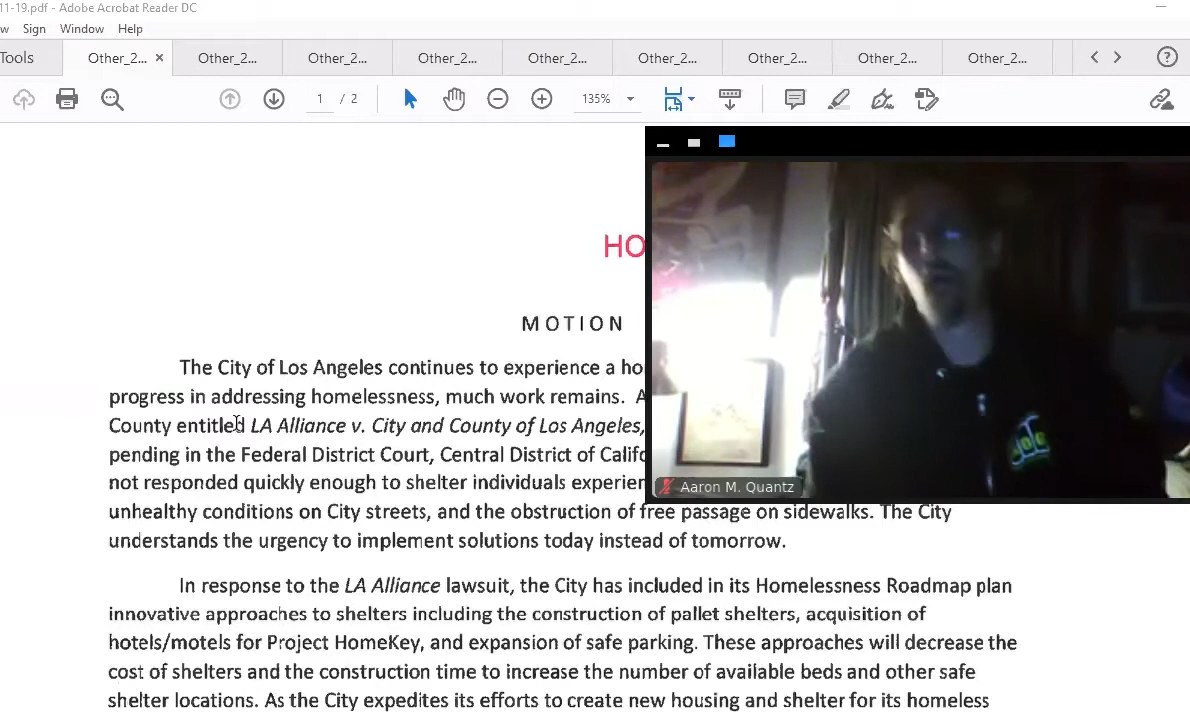 11-19.pdf - Adobe Acrobat Reader DC
w Sign Window Help
Tools Other_2... × Other_2... Other_2... Other_2... Other_2... Other_2... Other_2... Other_2... Other_2...
1 / 2 135%
HO
MOTION
The City of Los Angeles continues to experience a ho
progress in addressing homelessness, much work remains. A
County entitled LA Alliance v. City and County of Los Angeles,
pending in the Federal District Court, Central District of Califo
not responded quickly enough to shelter individuals experien
Aaron M. Quantz
unhealthy conditions on City streets, and the obstruction of free passage on sidewalks. The City
understands the urgency to implement solutions today instead of tomorrow.
In response to the LA Alliance lawsuit, the City has included in its Homelessness Roadmap plan
innovative approaches to shelters including the construction of pallet shelters, acquisition of
hotels/motels for Project HomeKey, and expansion of safe parking. These approaches will decrease the
cost of shelters and the construction time to increase the number of available beds and other safe
shelter locations. As the City expedites its efforts to create new housing and shelter for its homeless